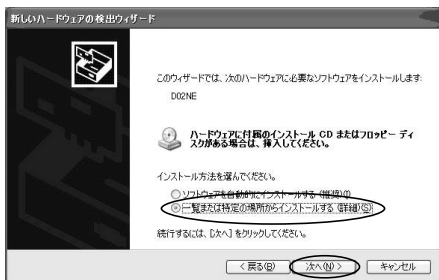 新しいハードウェアの検出ウィザード
このウィザードでは、次のハードウェアに必要なソフトウェアをインストールします:
D02NE
ハードウェアに付属のインストール CD またはフロッピー ディ
スクがある場合は、挿入してください。
インストール方法を選んでください。
ソフトウェアを自動的にインストールする (推奨)(I)
一覧または特定の場所からインストールする (詳細)(S)
続行するには、[次へ] をクリックしてください。
< 戻る(B)
次へ(N) >
キャンセル